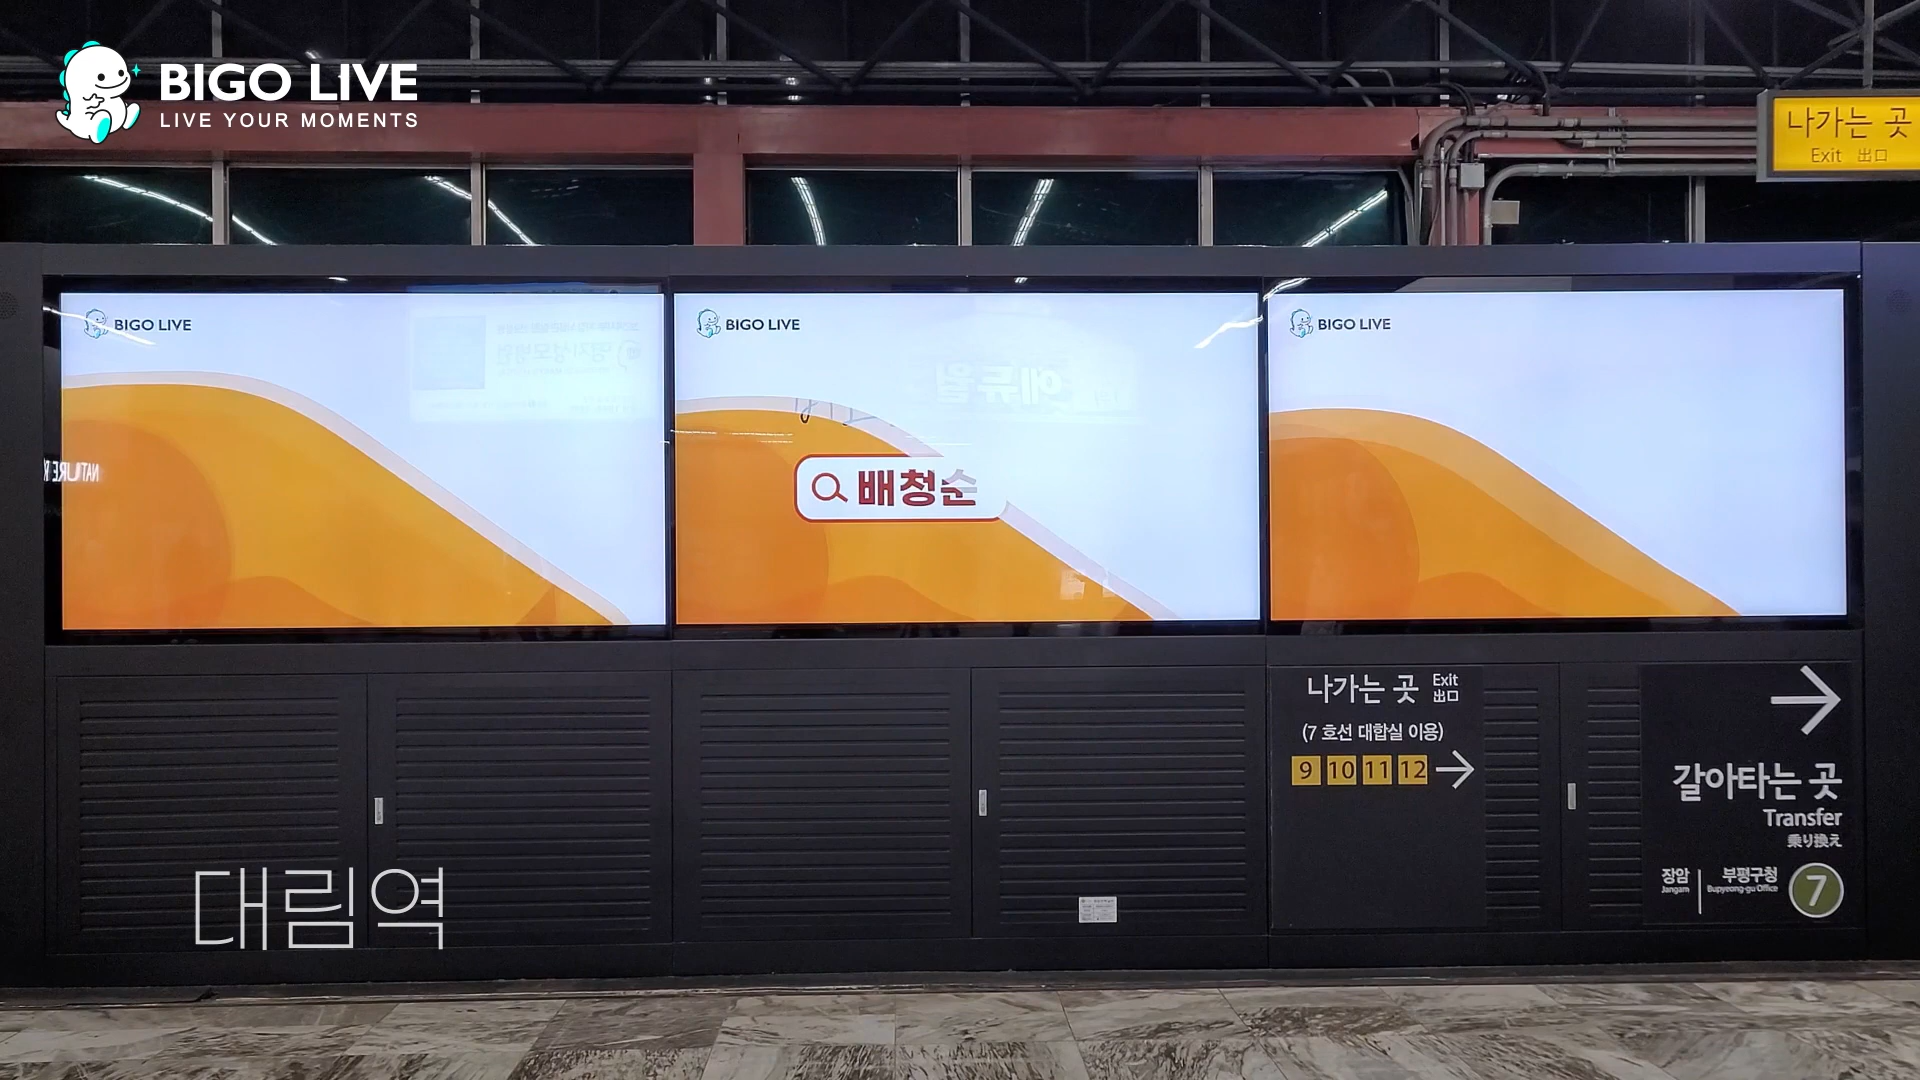 BIGO LIVE
LIVE YOUR MOMENTS
나가는 곳
Exit 出口
BIGO LIVE
BIGO LIVE
BIGO LIVE
배청순
나가는 곳 Exit 出口
(7 호선 대합실 이용)
9 10 11 12
갈아타는 곳
Transfer
乗り換え
장암 Jangam
부평구청 Bupyeong-gu Office
7
대림역